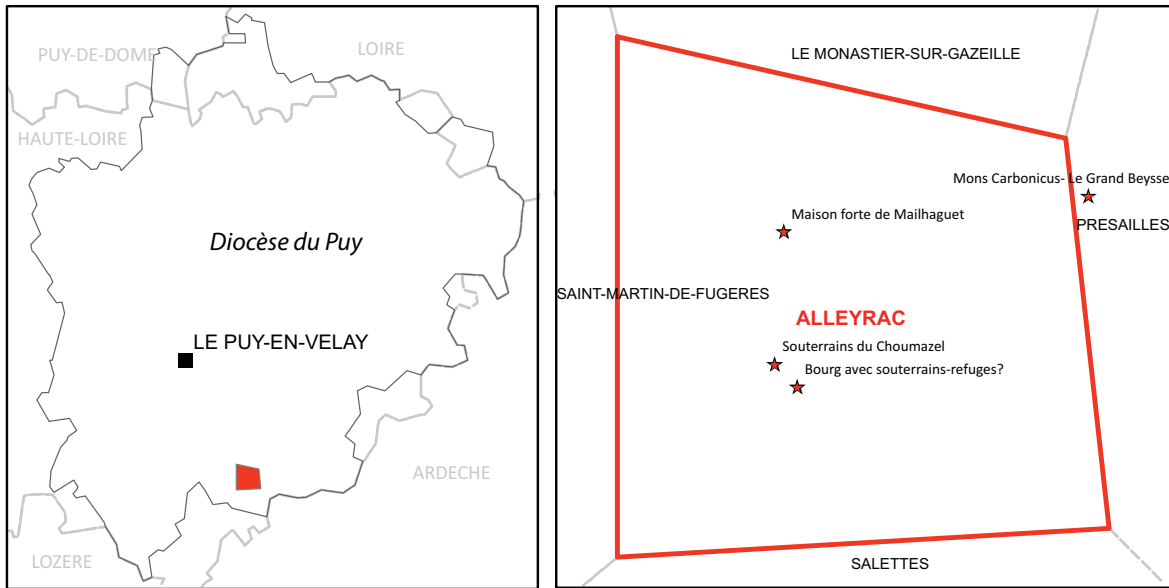 PUY-DE-DOME
LOIRE
HAUTE-LOIRE
Diocèse du Puy
LE PUY-EN-VELAY
ARDECHE
LOZERE
LE MONASTIER-SUR-GAZEILLE
Mons Carbonicus- Le Grand Beysse
Maison forte de Mailhaguet
PRESAILLES
SAINT-MARTIN-DE-FUGERES
ALLEYRAC
Souterrains du Choumazel
Bourg avec souterrains-refuges?
SALETTES